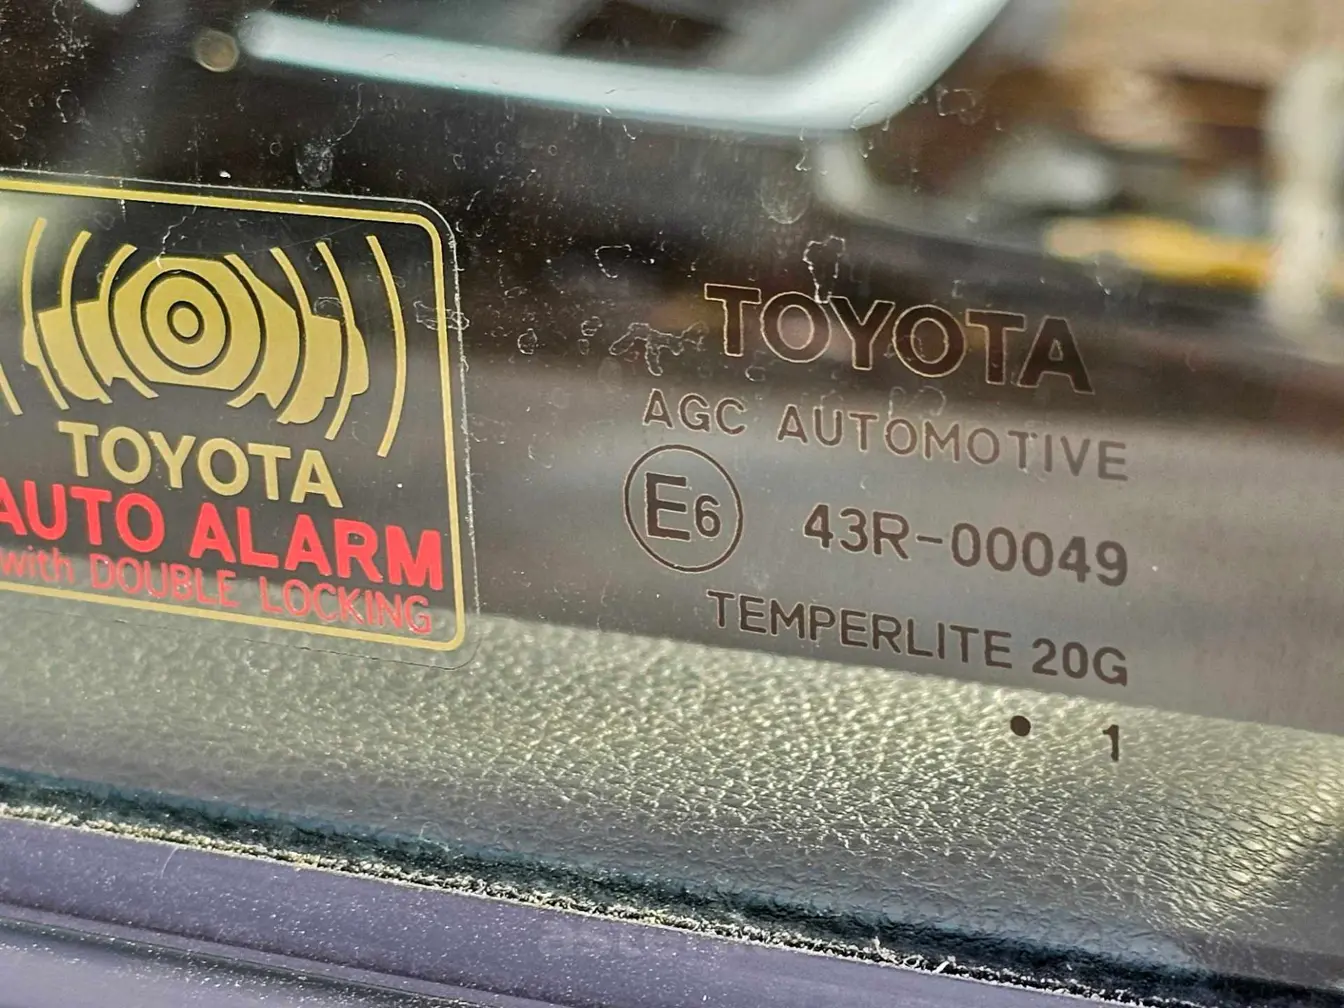 TOYOTA
AUTO ALARM
with DOUBLE LOCKING
TOYOTA
AGC AUTOMOTIVE
E6 43R-00049
TEMPERLITE 20G
• 1